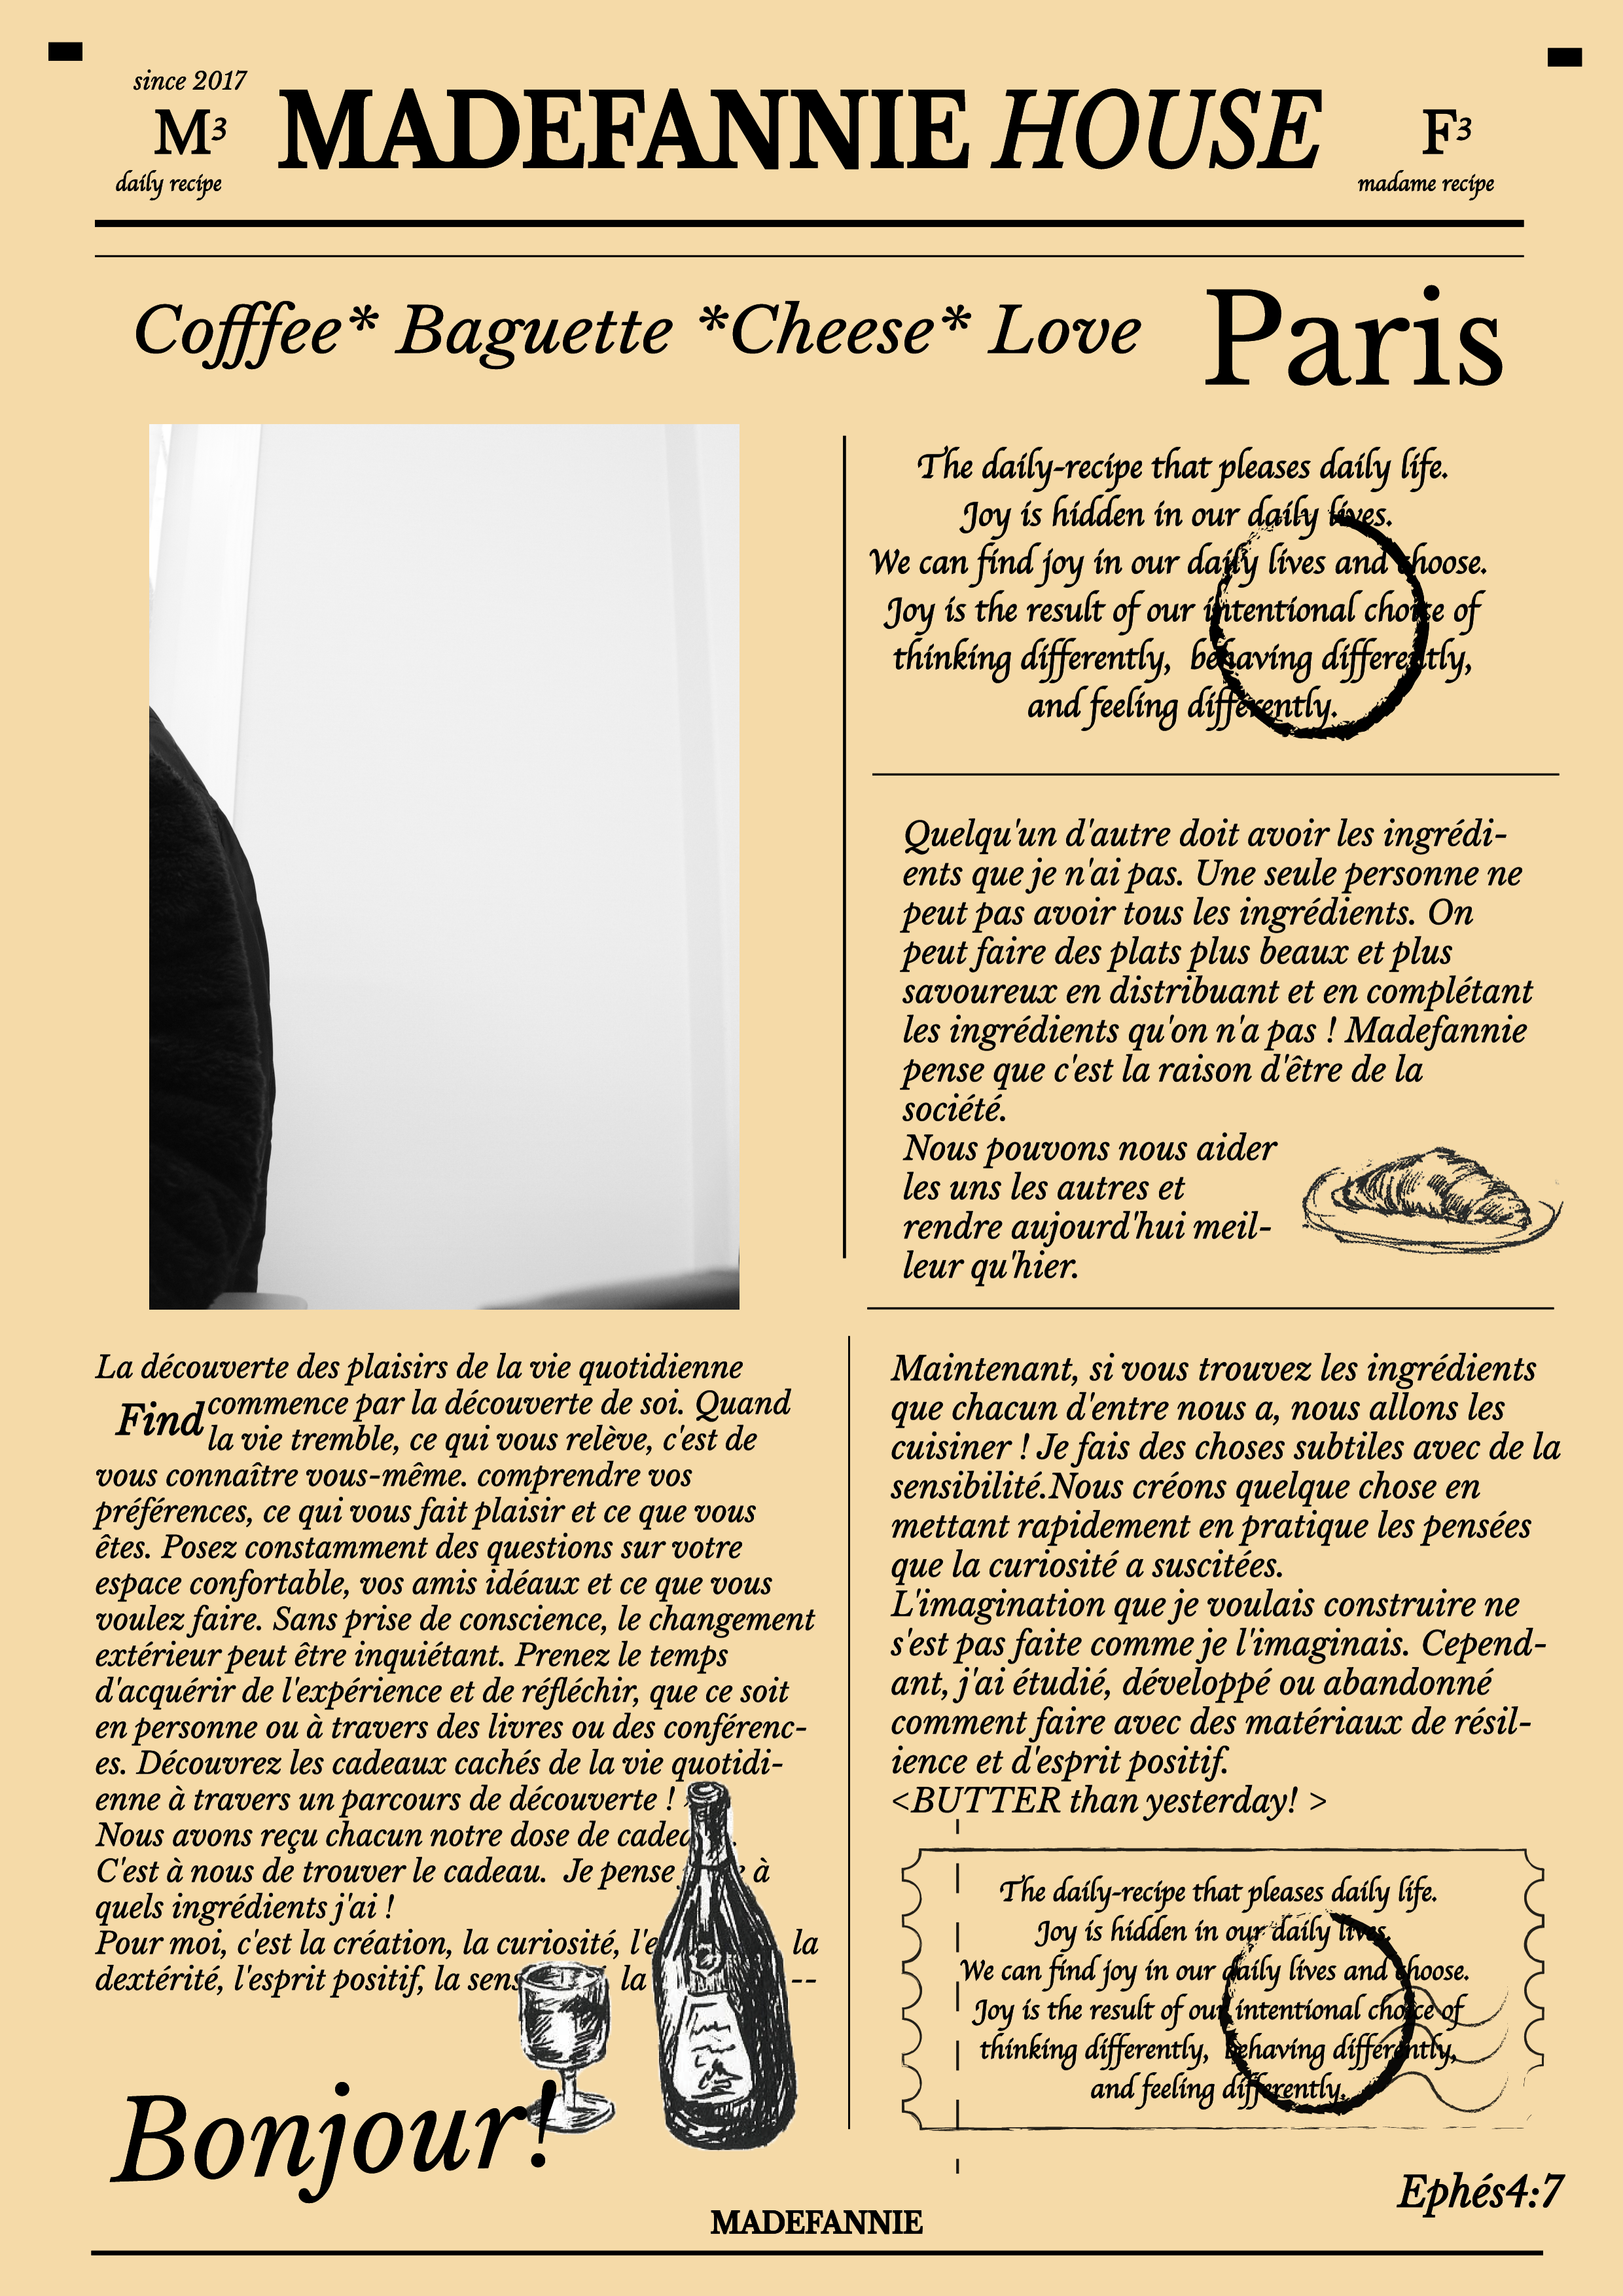 since 2017
M³
daily recipe
MADEFANNIE HOUSE
F³
madame recipe
Cofffee* Baguette *Cheese* Love
Paris
The daily-recipe that pleases daily life.
Joy is hidden in our daily lives.
We can find joy in our daily lives and choose.
Joy is the result of our intentional choice of
thinking differently, behaving differently,
and feeling differently.
Quelqu'un d'autre doit avoir les ingrédi-
ents que je n'ai pas. Une seule personne ne
peut pas avoir tous les ingrédients. On
peut faire des plats plus beaux et plus
savoureux en distribuant et en complétant
les ingrédients qu'on n'a pas ! Madefannie
pense que c'est la raison d'être de la
société.
Nous pouvons nous aider
les uns les autres et
rendre aujourd'hui meil-
leur qu'hier.
La découverte des plaisirs de la vie quotidienne
Find commence par la découverte de soi. Quand
la vie tremble, ce qui vous relève, c'est de
vous connaître vous-même. comprendre vos
préférences, ce qui vous fait plaisir et ce que vous
êtes. Posez constamment des questions sur votre
espace confortable, vos amis idéaux et ce que vous
voulez faire. Sans prise de conscience, le changement
extérieur peut être inquiétant. Prenez le temps
d'acquérir de l'expérience et de réfléchir, que ce soit
en personne ou à travers des livres ou des conférenc-
es. Découvrez les cadeaux cachés de la vie quotidi-
enne à travers un parcours de découverte !
Nous avons reçu chacun notre dose de
C'est à nous de trouver le cadeau. Je pense à
quels ingrédients j'ai !
Pour moi, c'est la création, la curiosité, la
dextérité, l'esprit positif, la la --
Maintenant, si vous trouvez les ingrédients
que chacun d'entre nous a, nous allons les
cuisiner ! Je fais des choses subtiles avec de la
sensibilité.Nous créons quelque chose en
mettant rapidement en pratique les pensées
que la curiosité a suscitées.
L'imagination que je voulais construire ne
s'est pas faite comme je l'imaginais. Cepend-
ant, j'ai étudié, développé ou abandonné
comment faire avec des matériaux de résil-
ience et d'esprit positif.
<BUTTER than yesterday! >
The daily-recipe that pleases daily life.
Joy is hidden in our daily lives.
We can find joy in our daily lives and choose.
Joy is the result of our intentional choice of
thinking differently, behaving differently,
and feeling differently.
Bonjour!
Ephés4:7
MADEFANNIE